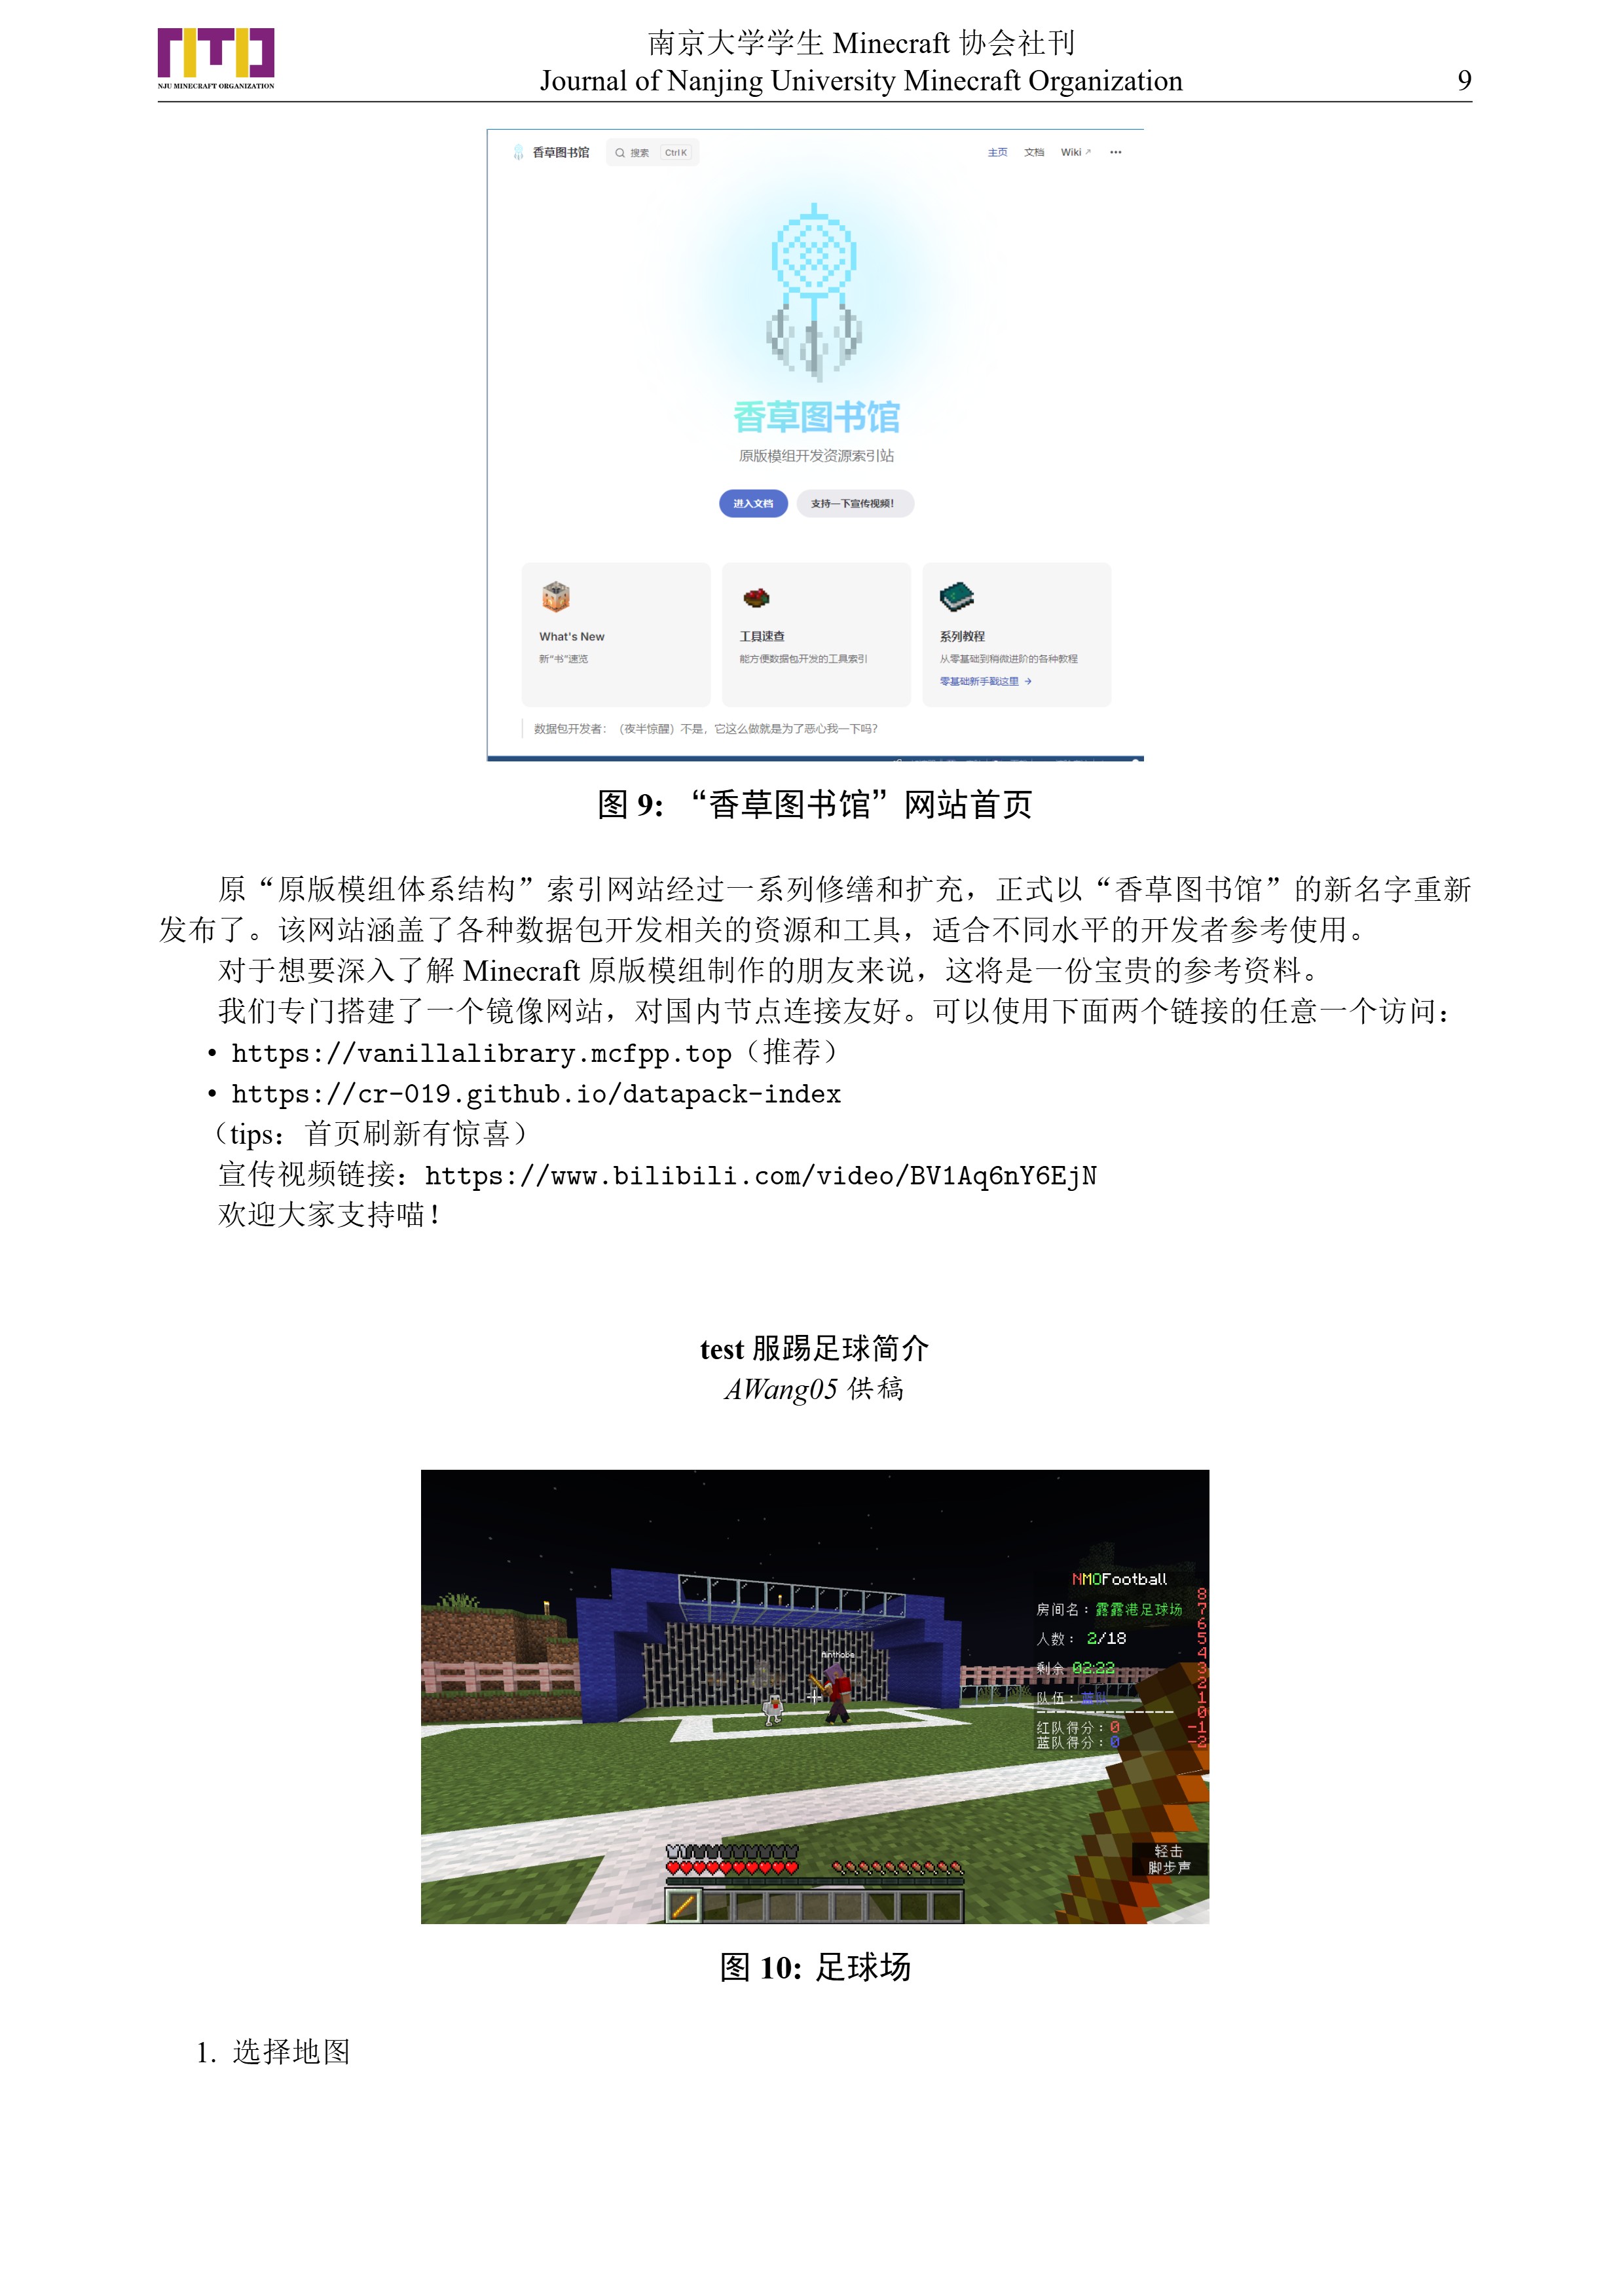 NJU MINECRAFT ORGANIZATION
南京大学学生 Minecraft 协会社刊
Journal of Nanjing University Minecraft Organization
9
香草图书馆
搜索 Ctrl K
主页 文档 Wiki
香草图书馆
原版模组开发资源索引站
进入文档 支持一下宣传视频！
What's New
新“书”速览
工具速查
能方便数据包开发的工具索引
系列教程
从零基础到稍微进阶的各种教程
零基础新手戳这里 →
数据包开发者：（夜半惊醒）不是，它这么做就是为了恶心我一下吗？
图 9: “香草图书馆”网站首页
原“原版模组体系结构”索引网站经过一系列修缮和扩充，正式以“香草图书馆”的新名字重新
发布了。该网站涵盖了各种数据包开发相关的资源和工具，适合不同水平的开发者参考使用。
对于想要深入了解 Minecraft 原版模组制作的朋友来说，这将是一份宝贵的参考资料。
我们专门搭建了一个镜像网站，对国内节点连接友好。可以使用下面两个链接的任意一个访问：
• https://vanillalibrary.mcfpp.top（推荐）
• https://cr-019.github.io/datapack-index
（tips：首页刷新有惊喜）
宣传视频链接：https://www.bilibili.com/video/BV1Aq6nY6EjN
欢迎大家支持喵！
test 服踢足球简介
AWang05 供稿
NMOFootball
8
房间名：露露港足球场 7
6
人数： 2/18 5
4
剩余 02:22 3
2
队伍：蓝队 1
-------------- 0
红队得分：0 -1
蓝队得分：0 -2
轻击
脚步声
图 10: 足球场
1. 选择地图